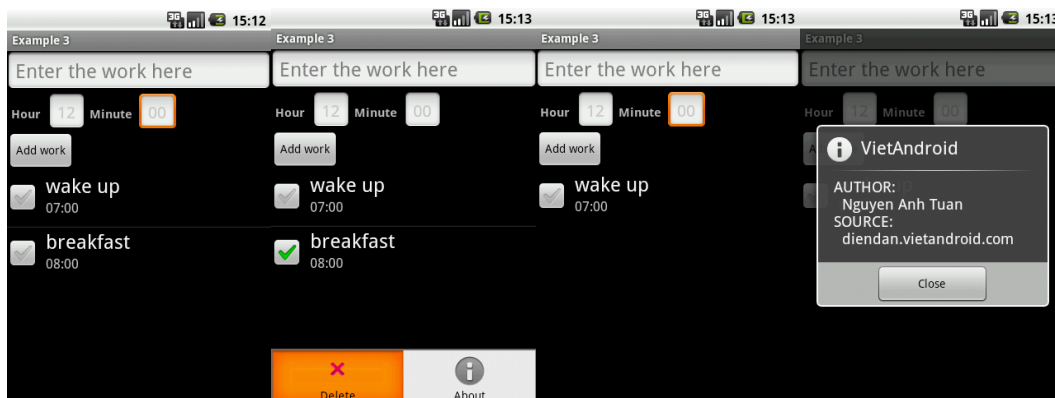 15:12
Example 3
Enter the work here
Hour 12 Minute 00
Add work
wake up
07:00
breakfast
08:00
15:13
Example 3
Enter the work here
Hour 12 Minute 00
Add work
wake up
07:00
breakfast
08:00
Delete
About
15:13
Example 3
Enter the work here
Hour 12 Minute 00
Add work
wake up
07:00
15:13
Example 3
Enter the work here
Hour 12 Minute 00
VietAndroid
AUTHOR:
Nguyen Anh Tuan
SOURCE:
diendan.vietandroid.com
Close